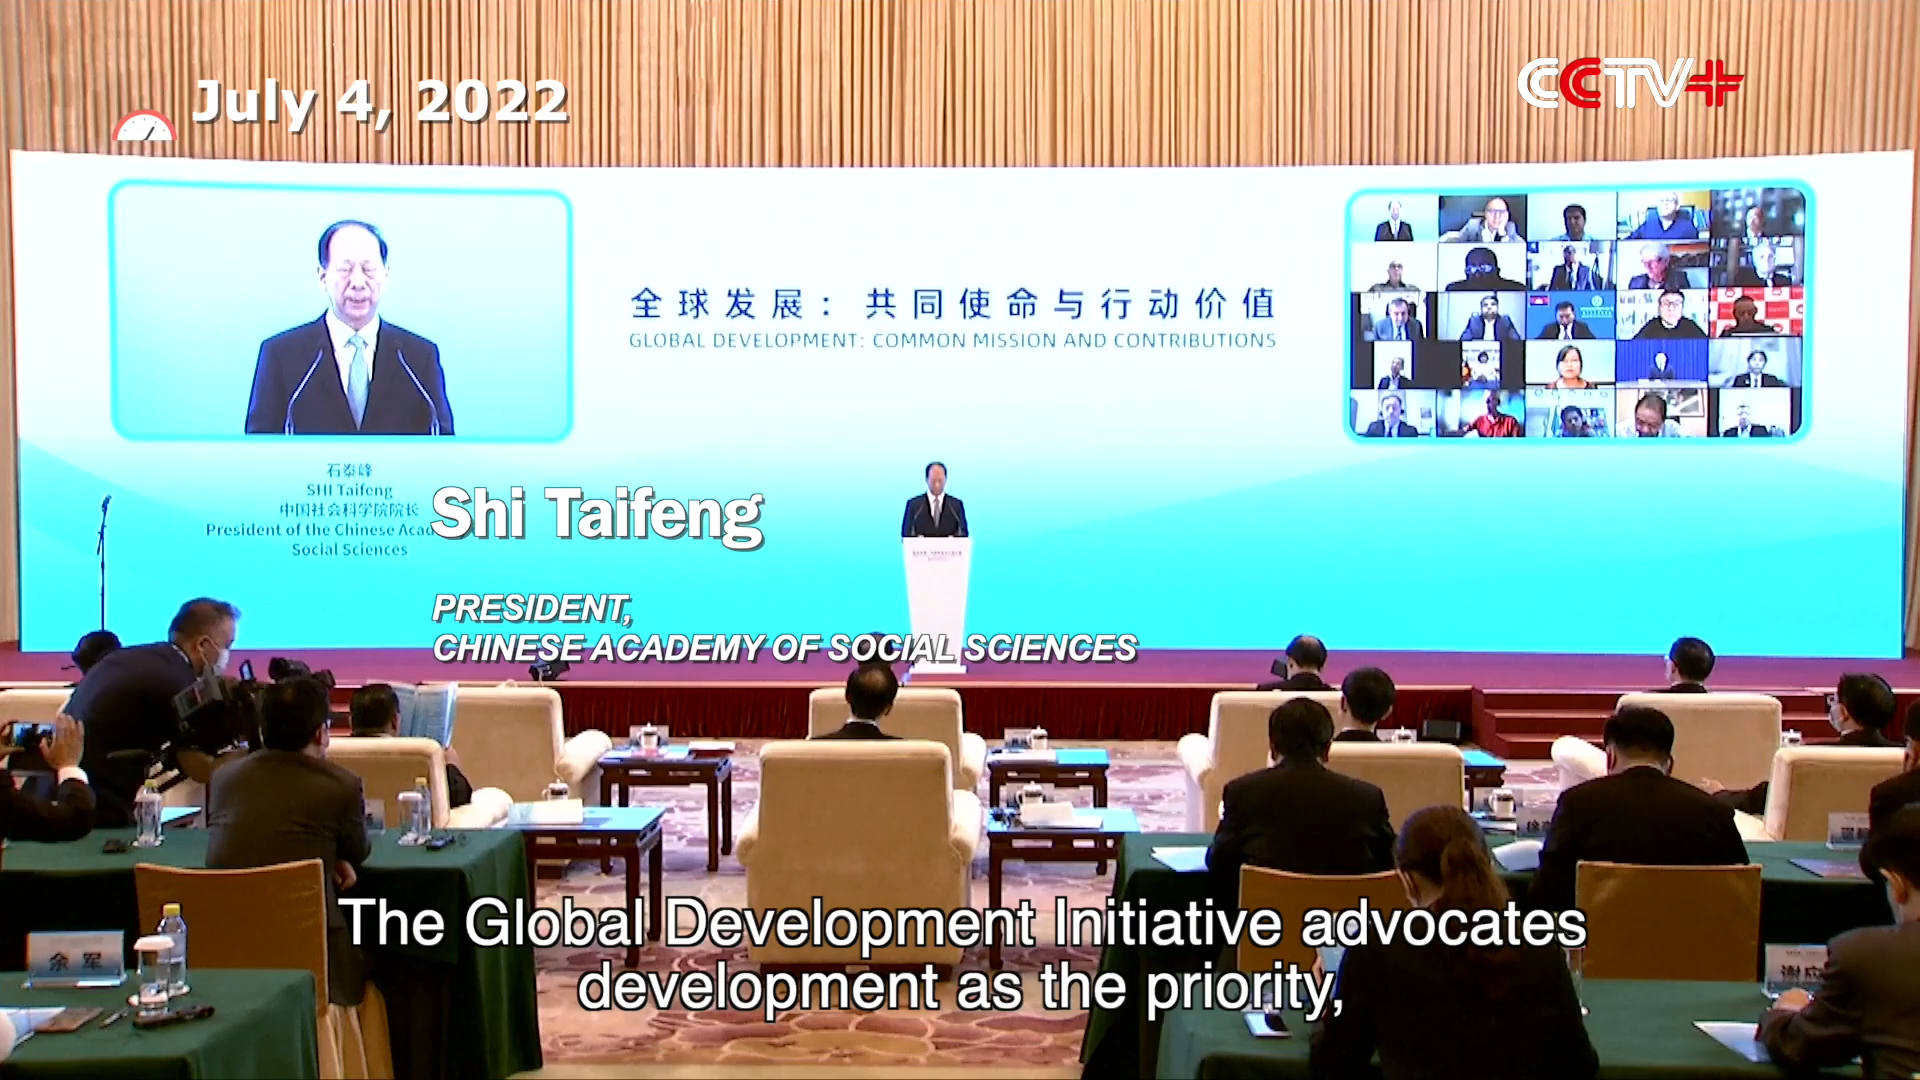 July 4, 2022
CCTV+
全球发展：共同使命与行动价值
GLOBAL DEVELOPMENT: COMMON MISSION AND CONTRIBUTIONS
石泰峰
SHI Taifeng
中国社会科学院院长
President of the Chinese Acad
Social Sciences
Shi Taifeng
PRESIDENT,
CHINESE ACADEMY OF SOCIAL SCIENCES
余军
The Global Development Initiative advocates
development as the priority,